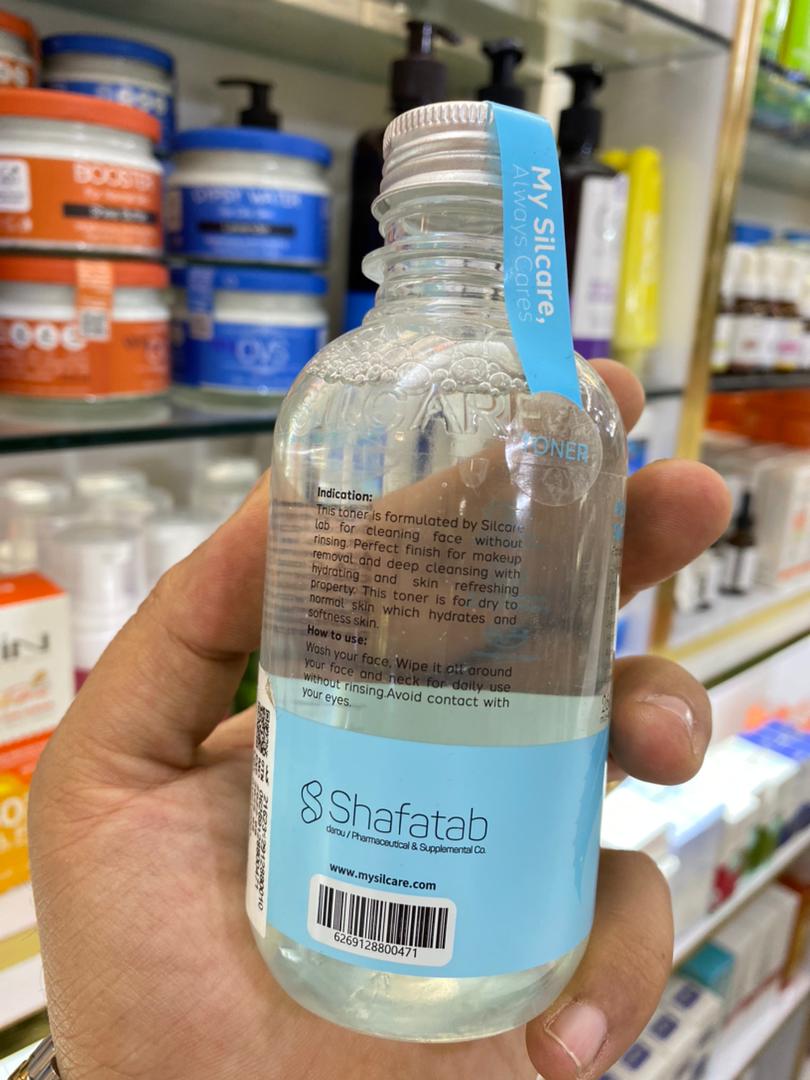 BOOSTER
GYPSY WATER
OVS
My Silcare,
Always Cares
SILCARE
TONER
Indication:
This toner is formulated by Silcare
lab for cleaning face without
rinsing. Perfect finish for makeup
removal and deep cleansing with
hydrating and skin refreshing
property. This toner is for dry to
normal skin which hydrates and
softness skin.
How to use:
Wash your face, Wipe it all around
your face and neck for daily use
without rinsing.Avoid contact with
your eyes.
Shafatab
darou / Pharmaceutical & Supplemental Co.
www.mysilcare.com
6269128800471